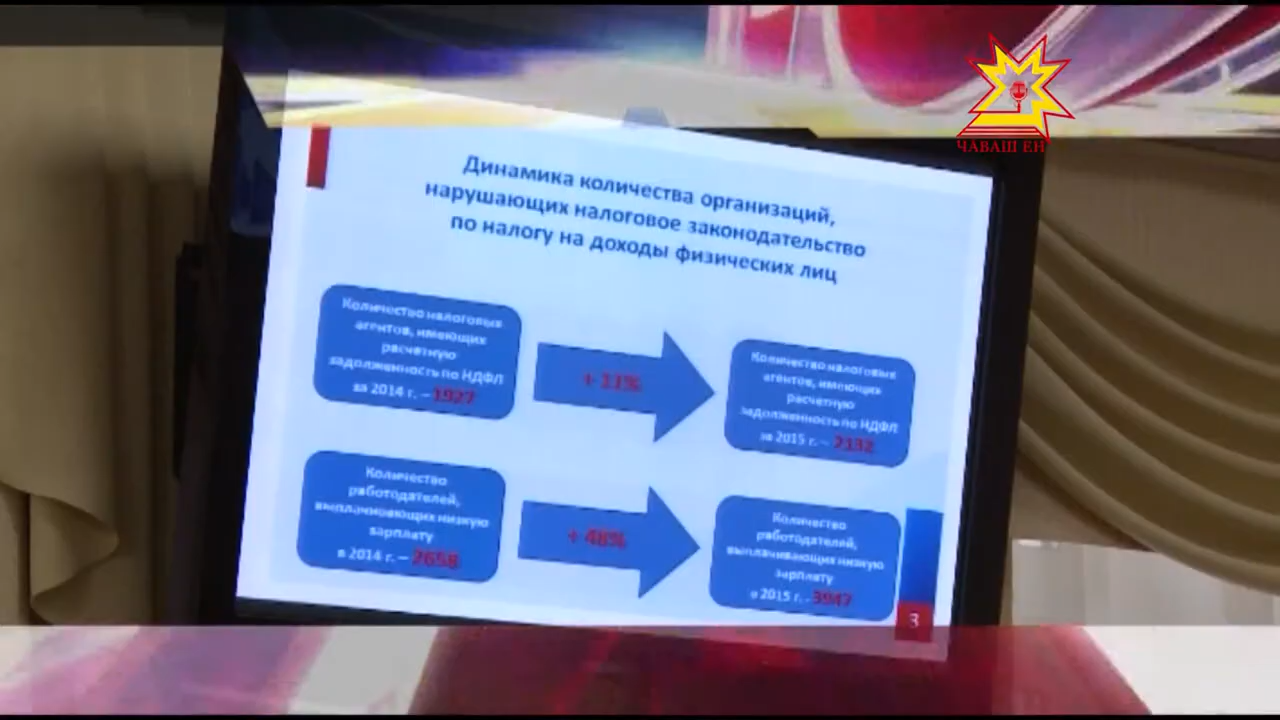 ЧАВАШ ЕН
Динамика количества организаций,
нарушающих налоговое законодательство
по налогу на доходы физических лиц
Количество налоговых
агентов, имеющих
расчетную
задолженность по НДФЛ
за 2014 г. – 1927
+ 11%
Количество налоговых
агентов, имеющих
расчетную
задолженность по НДФЛ
за 2015 г. – 2132
Количество
работодателей,
выплачивающих низкую
зарплату
в 2014 г. – 2658
+ 48%
Количество
работодателей,
выплачивающих низкую
зарплату
в 2015 г. - 3947
3